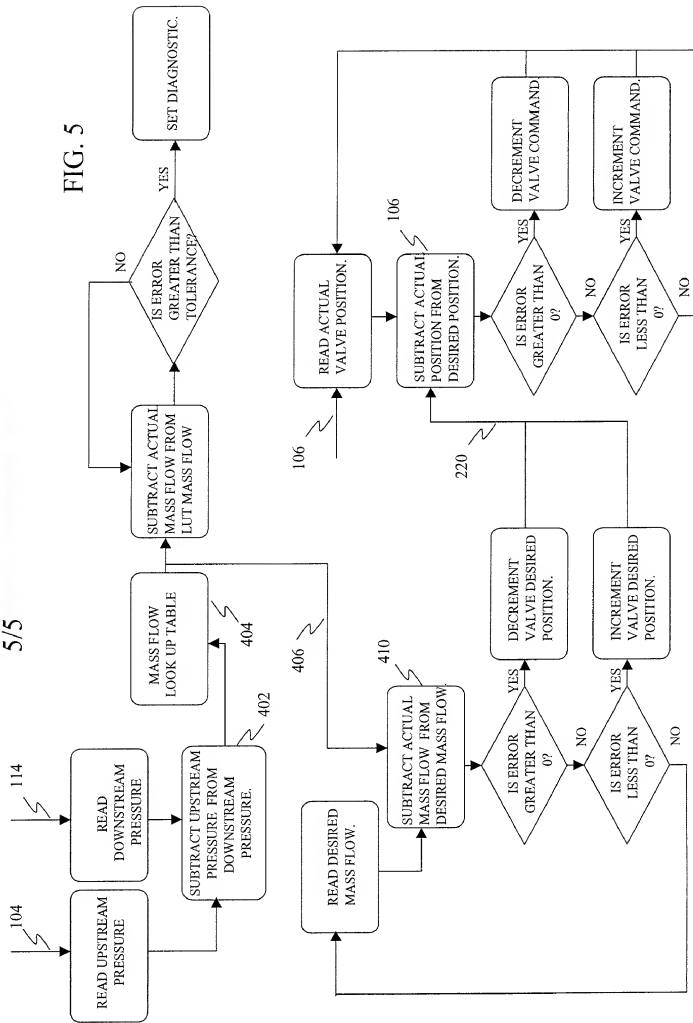 5/5
FIG. 5
104
114
READ UPSTREAM
PRESSURE
READ
DOWNSTREAM
PRESSURE
SUBTRACT UPSTREAM
PRESSURE FROM
DOWNSTREAM
PRESSURE.
402
MASS FLOW
LOOK UP TABLE
404
406
SUBTRACT ACTUAL
MASS FLOW FROM
LUT MASS FLOW
IS ERROR
GREATER THAN
TOLERANCE?
NO
YES
SET DIAGNOSTIC.
READ DESIRED
MASS FLOW.
410
SUBTRACT ACTUAL
MASS FLOW FROM
DESIRED MASS FLOW.
IS ERROR
GREATER THAN
0?
YES
DECREMENT
VALVE DESIRED
POSITION.
NO
IS ERROR
LESS THAN
0?
YES
INCREMENT
VALVE DESIRED
POSITION.
NO
220
106
READ ACTUAL
VALVE POSITION.
106
SUBTRACT ACTUAL
POSITION FROM
DESIRED POSITION.
IS ERROR
GREATER THAN
0?
YES
DECREMENT
VALVE COMMAND.
NO
IS ERROR
LESS THAN
0?
YES
INCREMENT
VALVE COMMAND.
NO